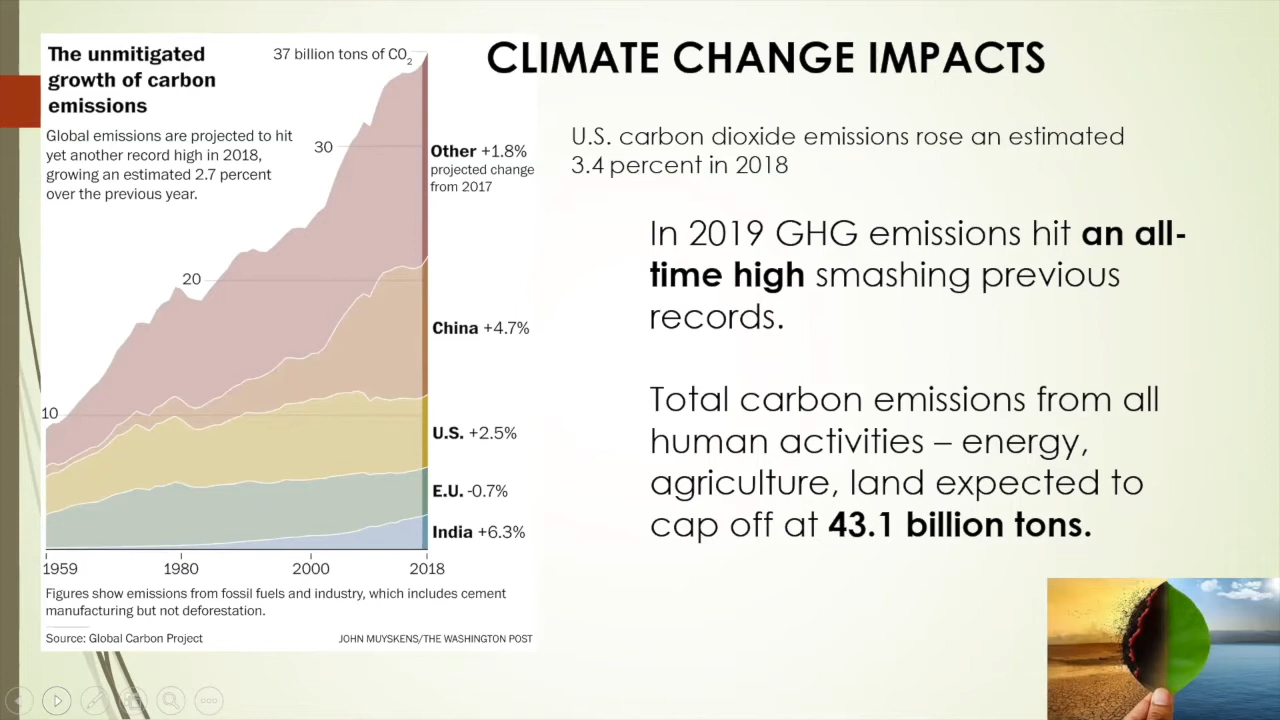 CLIMATE CHANGE IMPACTS
The unmitigated
growth of carbon
emissions
Global emissions are projected to hit
yet another record high in 2018,
growing an estimated 2.7 percent
over the previous year.
37 billion tons of CO2
30
20
10
Other +1.8%
projected change
from 2017
China +4.7%
U.S. +2.5%
E.U. -0.7%
India +6.3%
1959 1980 2000 2018
Figures show emissions from fossil fuels and industry, which includes cement
manufacturing but not deforestation.
Source: Global Carbon Project JOHN MUYSKENS/THE WASHINGTON POST
U.S. carbon dioxide emissions rose an estimated
3.4 percent in 2018
In 2019 GHG emissions hit an all-
time high smashing previous
records.
Total carbon emissions from all
human activities – energy,
agriculture, land expected to
cap off at 43.1 billion tons.